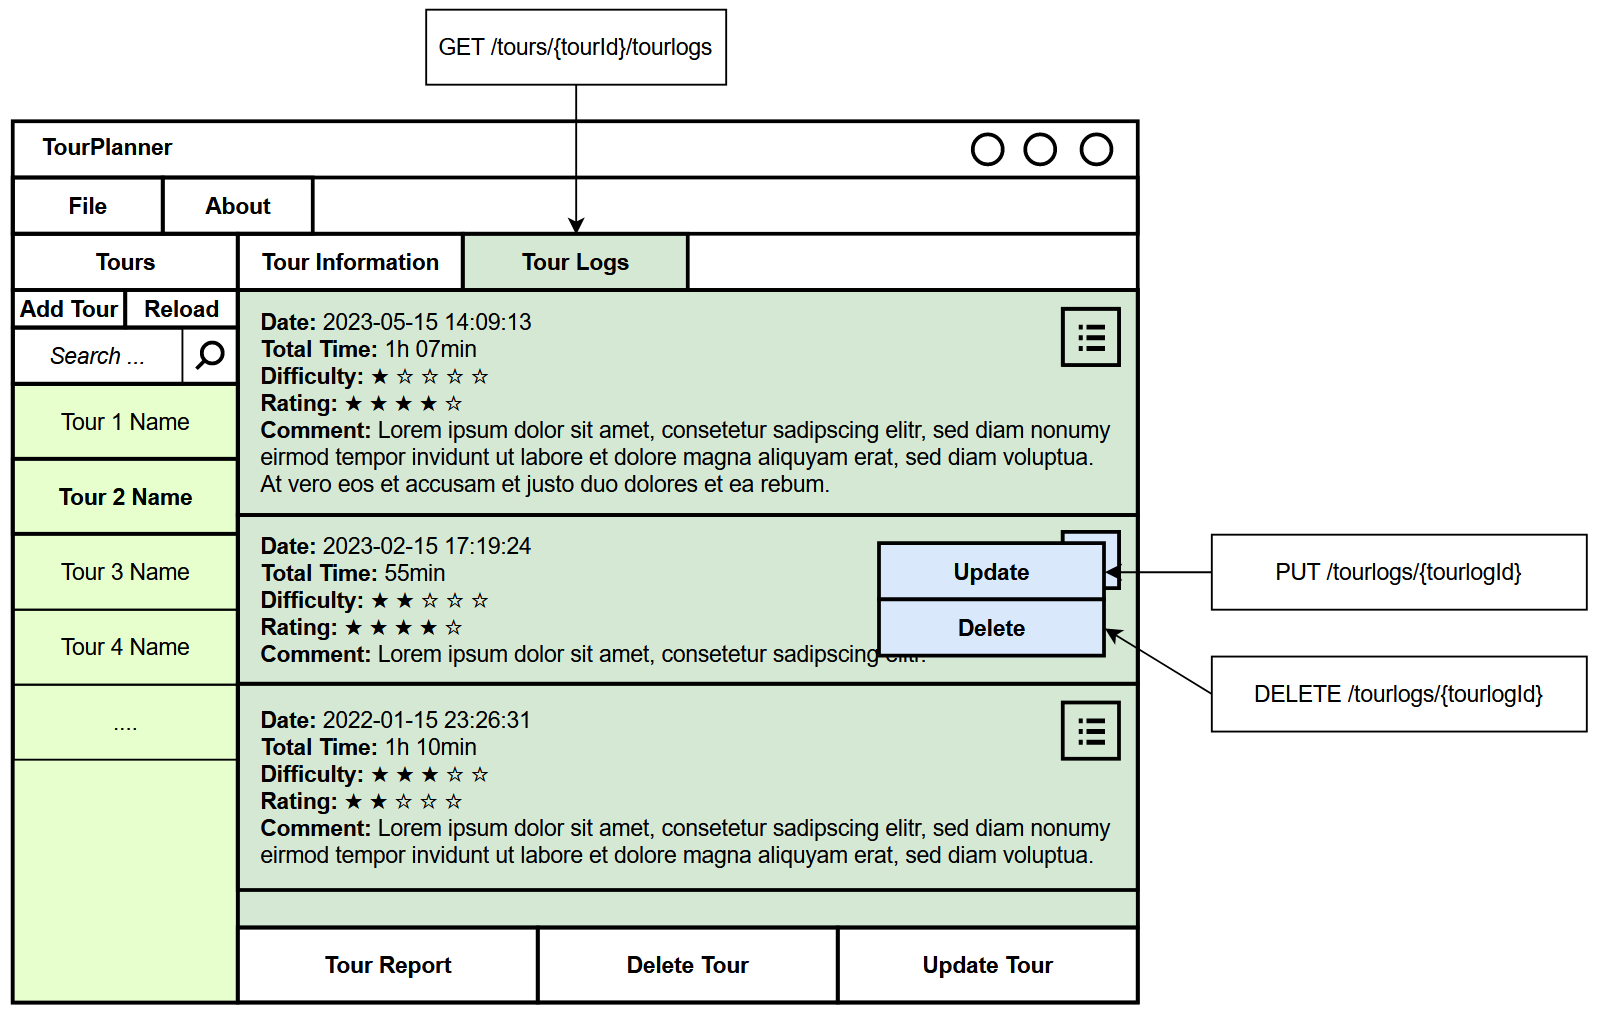 GET /tours/{tourId}/tourlogs
TourPlanner
File
About
Tours
Tour Information
Tour Logs
Add Tour
Reload
Search ...
Tour 1 Name
Tour 2 Name
Tour 3 Name
Tour 4 Name
....
Date: 2023-05-15 14:09:13
Total Time: 1h 07min
Difficulty: ★ ☆ ☆ ☆ ☆
Rating: ★ ★ ★ ★ ☆
Comment: Lorem ipsum dolor sit amet, consetetur sadipscing elitr, sed diam nonumy
eirmod tempor invidunt ut labore et dolore magna aliquyam erat, sed diam voluptua.
At vero eos et accusam et justo duo dolores et ea rebum.
Date: 2023-02-15 17:19:24
Total Time: 55min
Difficulty: ★ ★ ☆ ☆ ☆
Rating: ★ ★ ★ ★ ☆
Comment: Lorem ipsum dolor sit amet, consetetur sadipscing
Update
Delete
PUT /tourlogs/{tourlogId}
DELETE /tourlogs/{tourlogId}
Date: 2022-01-15 23:26:31
Total Time: 1h 10min
Difficulty: ★ ★ ★ ☆ ☆
Rating: ★ ★ ☆ ☆ ☆
Comment: Lorem ipsum dolor sit amet, consetetur sadipscing elitr, sed diam nonumy
eirmod tempor invidunt ut labore et dolore magna aliquyam erat, sed diam voluptua.
Tour Report
Delete Tour
Update Tour